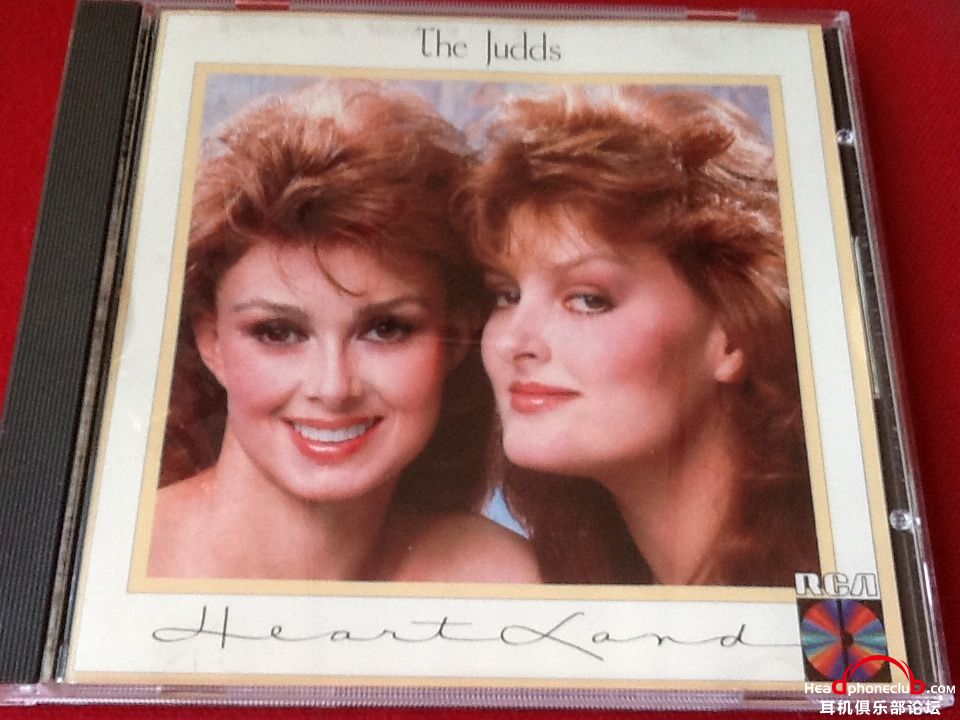 The Judds
Heart Land
RCA
Headphoneclub.com
耳机俱乐部论坛